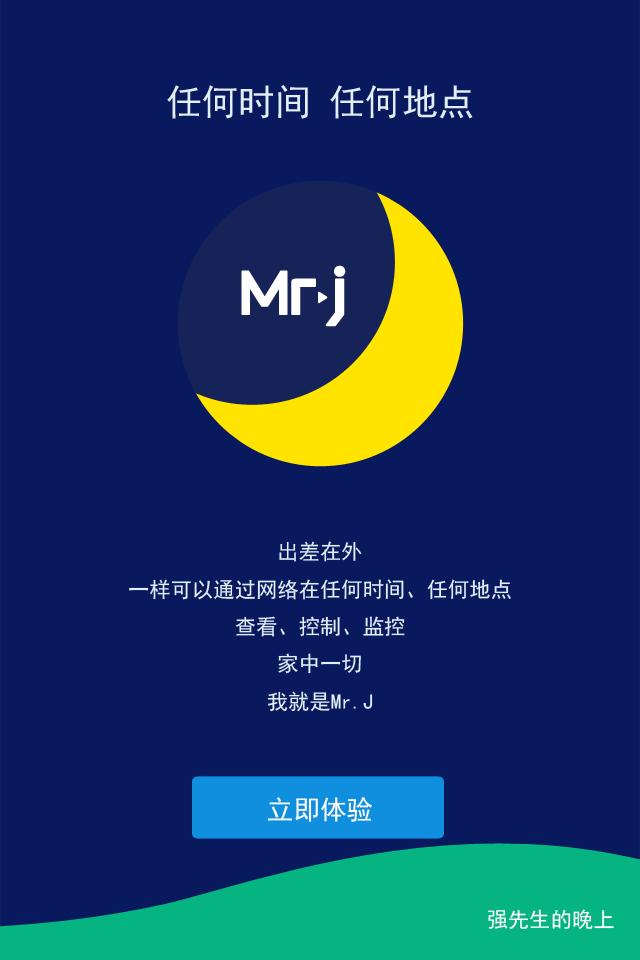 任何时间 任何地点
Mr.j
出差在外
一样可以通过网络在任何时间、任何地点
查看、控制、监控
家中一切
我就是Mr.J
立即体验
强先生的晚上